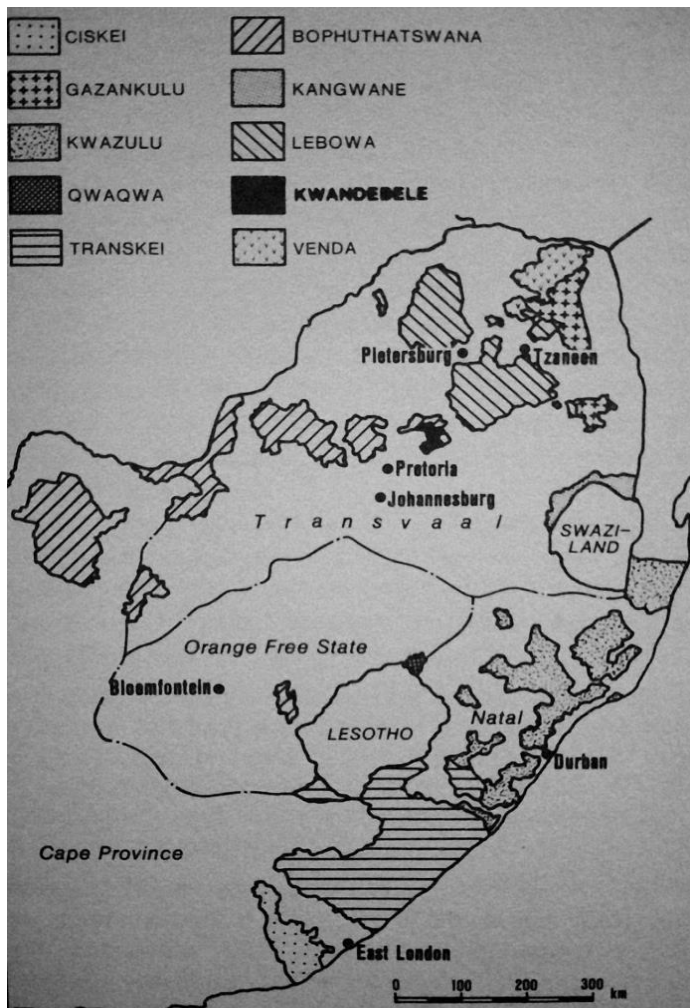 CISKEI
BOPHUTHATSWANA
GAZANKULU
KANGWANE
KWAZULU
LEBOWA
QWAQWA
KWANDEBELE
TRANSKEI
VENDA
Pietersburg
Tzaneen
Pretoria
Johannesburg
Transvaal
SWAZI-
LAND
Orange Free State
Bloemfontein
LESOTHO
Natal
Durban
Cape Province
East London
0 100 200 300
km